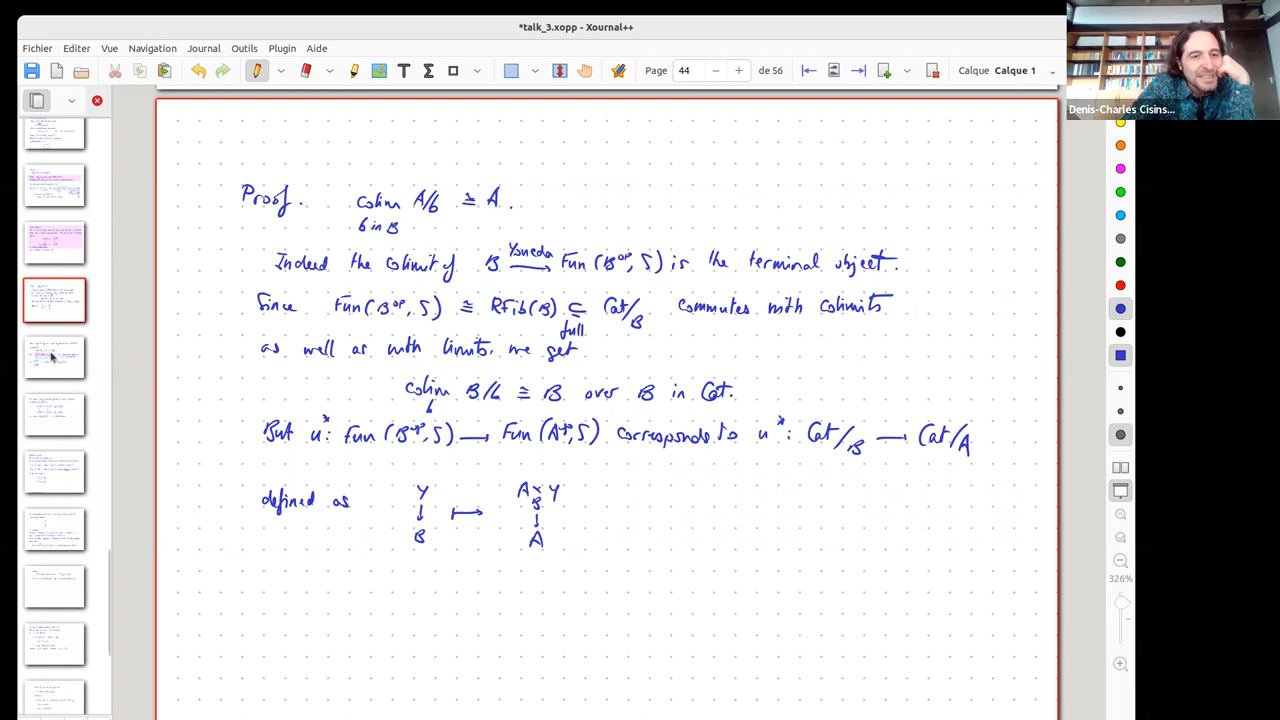 *talk_3.xopp - Xournal++
Fichier Editer Vue Navigation Journal Outils Plugin Aide
Page 44 de 56 Calque Calque 1
Denis-Charles Cisins...
Proof. colim A/b ≅ A.
b in B
Indeed the colimit of B ⟶ Fun(B^op, S) is the terminal object.
Yoneda
Since Fun(B^op, S) ≅ RFib(B) ⊆ Cat/B commutes with colimits
full
as well as with limits, we get
colim B/b ≅ B over B in Cat.
b
But u*: Fun(B^op, S) ⟶ Fun(A^op, S) corresponds to u*: Cat/B ⟶ Cat/A
defined as Y ↦ A × Y
B
↓ ↓
B A
326%